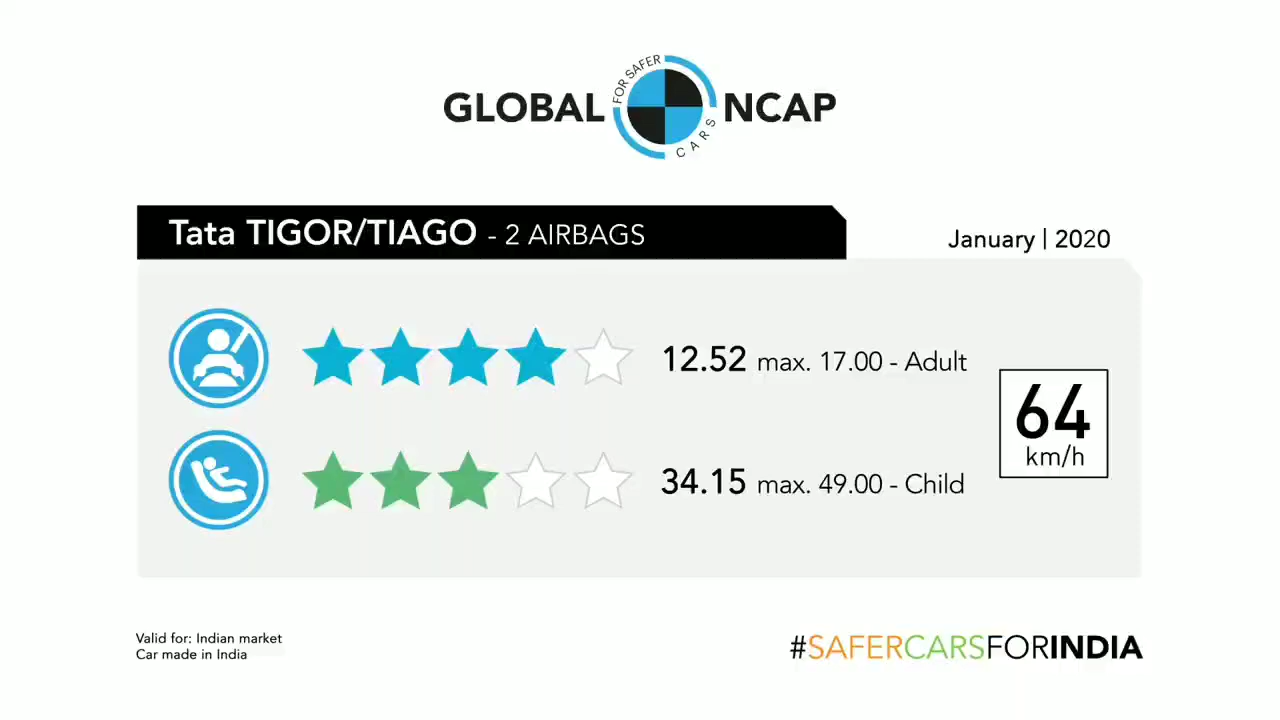 GLOBAL FOR SAFER CARS NCAP
Tata TIGOR/TIAGO - 2 AIRBAGS
January | 2020
12.52 max. 17.00 - Adult
34.15 max. 49.00 - Child
64
km/h
Valid for: Indian market
Car made in India
#SAFERCARSFORINDIA